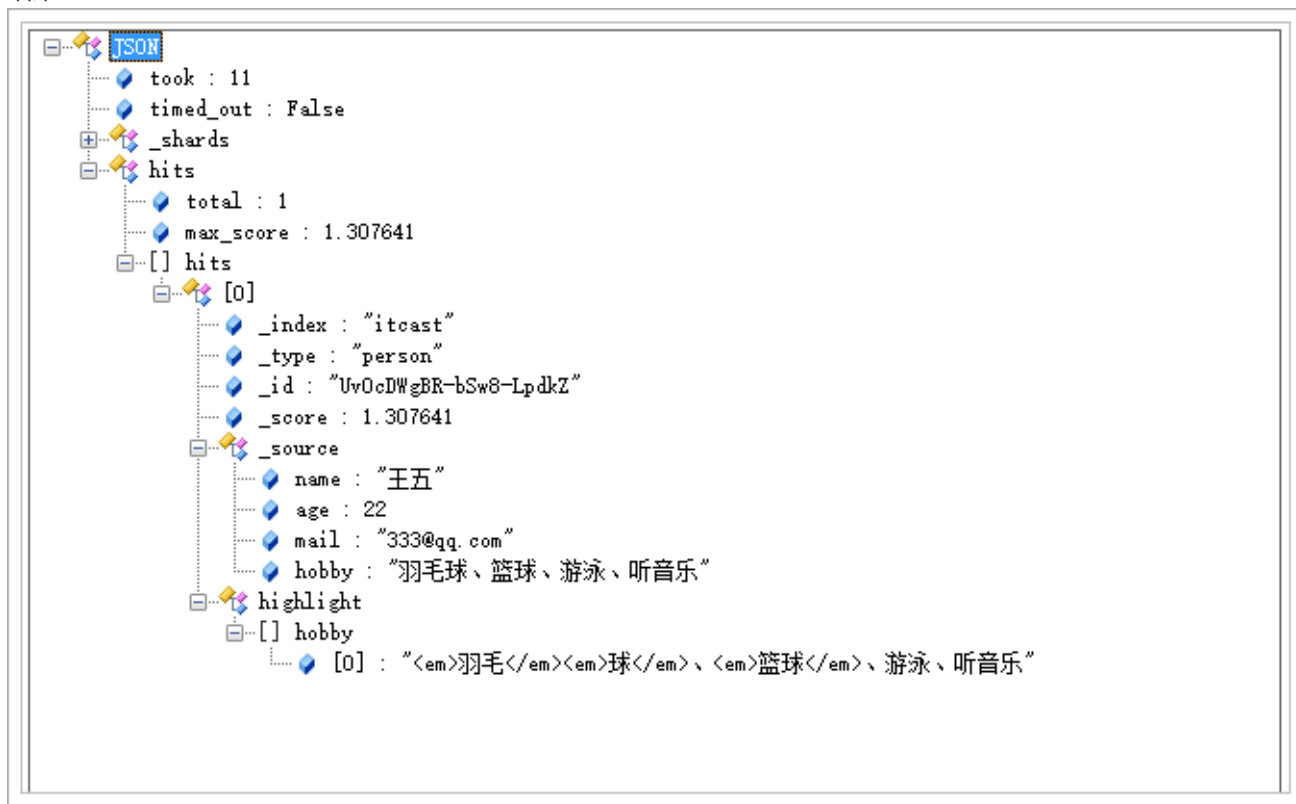 JSON
took : 11
timed_out : False
_shards
hits
total : 1
max_score : 1.307641
[] hits
[0]
_index : "itcast"
_type : "person"
_id : "UvOcDWgBR-bSw8-LpdkZ"
_score : 1.307641
_source
name : "王五"
age : 22
mail : "333@qq.com"
hobby : "羽毛球、篮球、游泳、听音乐"
highlight
[] hobby
[0] : "<em>羽毛</em><em>球</em>、<em>篮球</em>、游泳、听音乐"